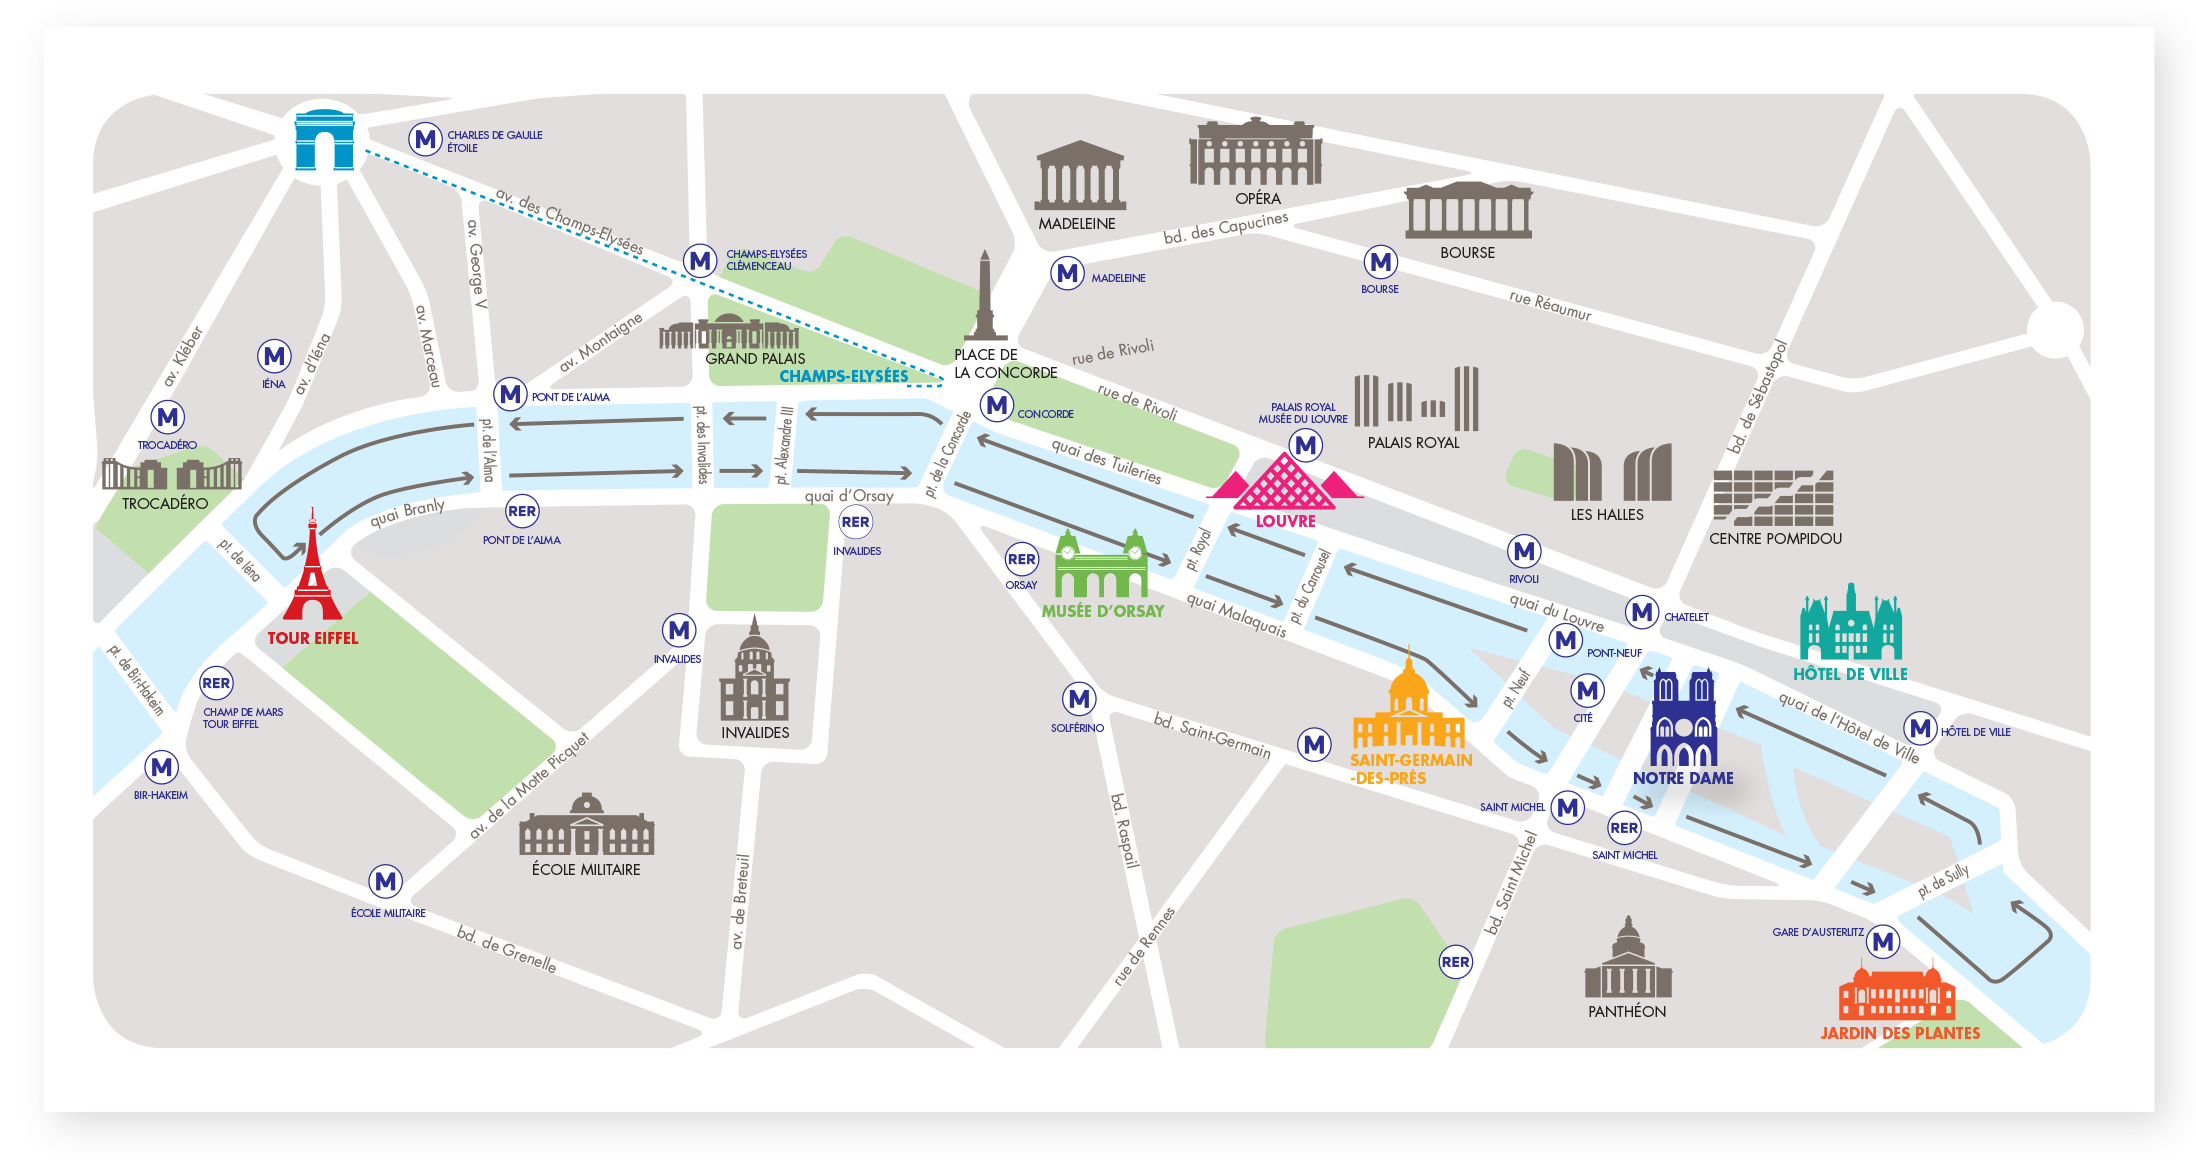 M
CHARLES DE GAULLE
ÉTOILE
av. des Champs-Elysées
av. George V
av. Kléber
av. d'Iéna
av. Marceau
av. Montaigne
M
CHAMPS-ELYSÉES
CLÉMENCEAU
MADELEINE
OPÉRA
bd. des Capucines
BOURSE
M
MADELEINE
M
BOURSE
rue Réaumur
M
IÉNA
GRAND PALAIS
CHAMPS-ELYSÉES
PLACE DE
LA CONCORDE
rue de Rivoli
rue de Rivoli
M
PONT DE L'ALMA
M
CONCORDE
M
TROCADÉRO
TROCADÉRO
pt. de l'Alma
pt. des Invalides
pt. Alexandre III
pt. de la Concorde
quai des Tuileries
PALAIS ROYAL
MUSÉE DU LOUVRE
M
PALAIS ROYAL
LOUVRE
LES HALLES
bd. de Sébastopol
CENTRE POMPIDOU
quai Branly
quai d'Orsay
RER
PONT DE L'ALMA
RER
INVALIDES
pt. de Iéna
TOUR EIFFEL
RER
ORSAY
MUSÉE D'ORSAY
pt. Royal
pt. du Carrousel
quai Malaquais
M
RIVOLI
quai du Louvre
M
CHATELET
M
PONT-NEUF
HÔTEL DE VILLE
M
INVALIDES
INVALIDES
pt. de Bir-Hakeim
RER
CHAMP DE MARS
TOUR EIFFEL
M
BIR-HAKEIM
M
SOLFÉRINO
bd. Saint-Germain
M
SAINT-GERMAIN
-DES-PRÉS
pt. Neuf
M
CITÉ
NOTRE DAME
quai de l'Hôtel de Ville
M
HÔTEL DE VILLE
av. de la Motte Picquet
ÉCOLE MILITAIRE
M
ÉCOLE MILITAIRE
bd. de Grenelle
av. de Breteuil
bd. Raspail
rue de Rennes
SAINT MICHEL
M
RER
SAINT MICHEL
bd. Saint Michel
RER
PANTHÉON
pt. de Sully
GARE D'AUSTERLITZ
M
JARDIN DES PLANTES